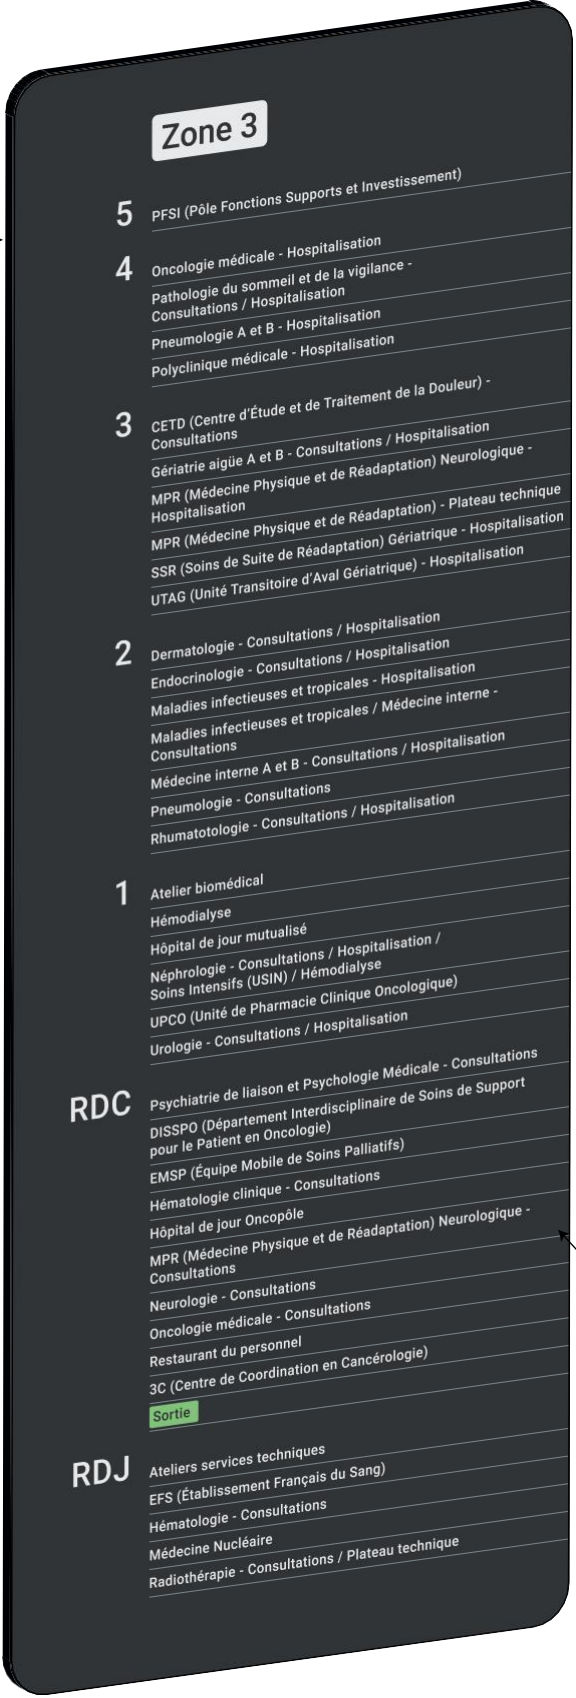 Zone 3
5
PFSI (Pôle Fonctions Supports et Investissement)
4
Oncologie médicale - Hospitalisation
Pathologie du sommeil et de la vigilance -
Consultations / Hospitalisation
Pneumologie A et B - Hospitalisation
Polyclinique médicale - Hospitalisation
3
CETD (Centre d'Étude et de Traitement de la Douleur) -
Consultations
Gériatrie aigüe A et B - Consultations / Hospitalisation
MPR (Médecine Physique et de Réadaptation) Neurologique -
Hospitalisation
MPR (Médecine Physique et de Réadaptation) - Plateau technique
SSR (Soins de Suite de Réadaptation) Gériatrique - Hospitalisation
UTAG (Unité Transitoire d'Aval Gériatrique) - Hospitalisation
2
Dermatologie - Consultations / Hospitalisation
Endocrinologie - Consultations / Hospitalisation
Maladies infectieuses et tropicales - Hospitalisation
Maladies infectieuses et tropicales / Médecine interne -
Consultations
Médecine interne A et B - Consultations / Hospitalisation
Pneumologie - Consultations
Rhumatotologie - Consultations / Hospitalisation
1
Atelier biomédical
Hémodialyse
Hôpital de jour mutualisé
Néphrologie - Consultations / Hospitalisation /
Soins Intensifs (USIN) / Hémodialyse
UPCO (Unité de Pharmacie Clinique Oncologique)
Urologie - Consultations / Hospitalisation
RDC
Psychiatrie de liaison et Psychologie Médicale - Consultations
DISSPO (Département Interdisciplinaire de Soins de Support
pour le Patient en Oncologie)
EMSP (Équipe Mobile de Soins Palliatifs)
Hématologie clinique - Consultations
Hôpital de jour Oncopôle
MPR (Médecine Physique et de Réadaptation) Neurologique -
Consultations
Neurologie - Consultations
Oncologie médicale - Consultations
Restaurant du personnel
3C (Centre de Coordination en Cancérologie)
Sortie
RDJ
Ateliers services techniques
EFS (Établissement Français du Sang)
Hématologie - Consultations
Médecine Nucléaire
Radiothérapie - Consultations / Plateau technique